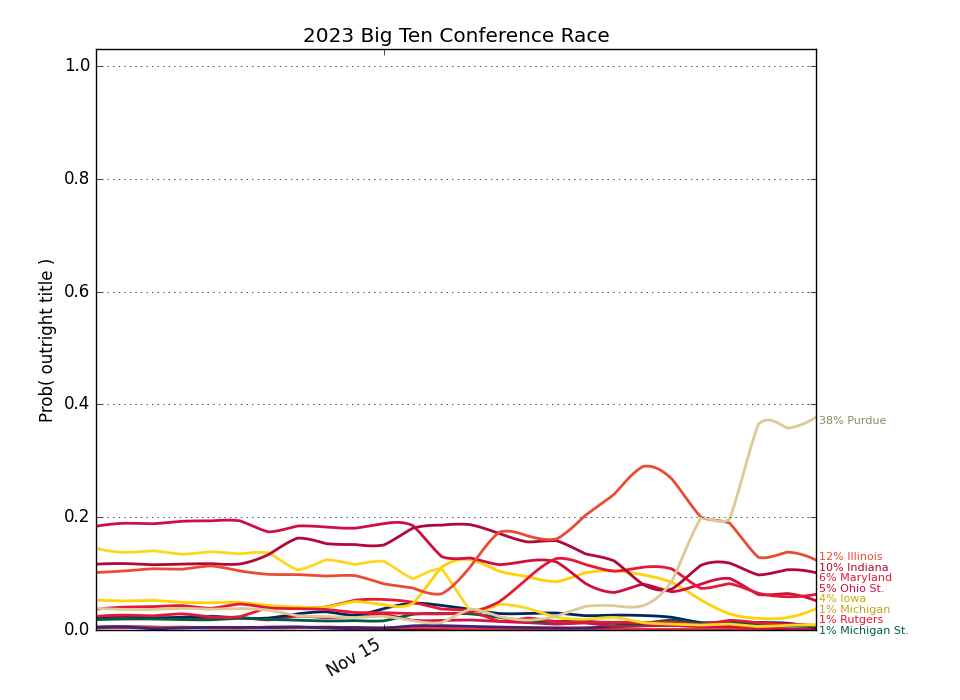 2023 Big Ten Conference Race
1.0
0.8
0.6
0.4
0.2
0.0
Prob( outright title )
Nov 15
38% Purdue
12% Illinois
10% Indiana
6% Maryland
5% Ohio St.
4% Iowa
1% Michigan
1% Rutgers
1% Michigan St.